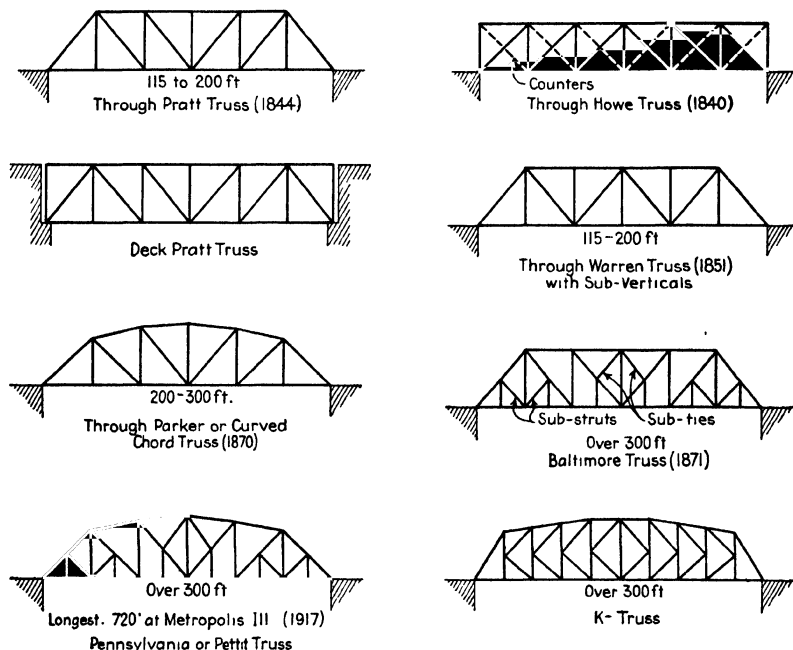 115 to 200 ft
Through Pratt Truss (1844)
Counters
Through Howe Truss (1840)
Deck Pratt Truss
115-200 ft
Through Warren Truss (1851)
with Sub-Verticals
200-300 ft.
Through Parker or Curved
Chord Truss (1870)
Sub-struts
Sub-ties
Over 300 ft
Baltimore Truss (1871)
Over 300 ft
Longest. 720' at Metropolis Ill (1917)
Pennsylvania or Pettit Truss
Over 300 ft
K- Truss